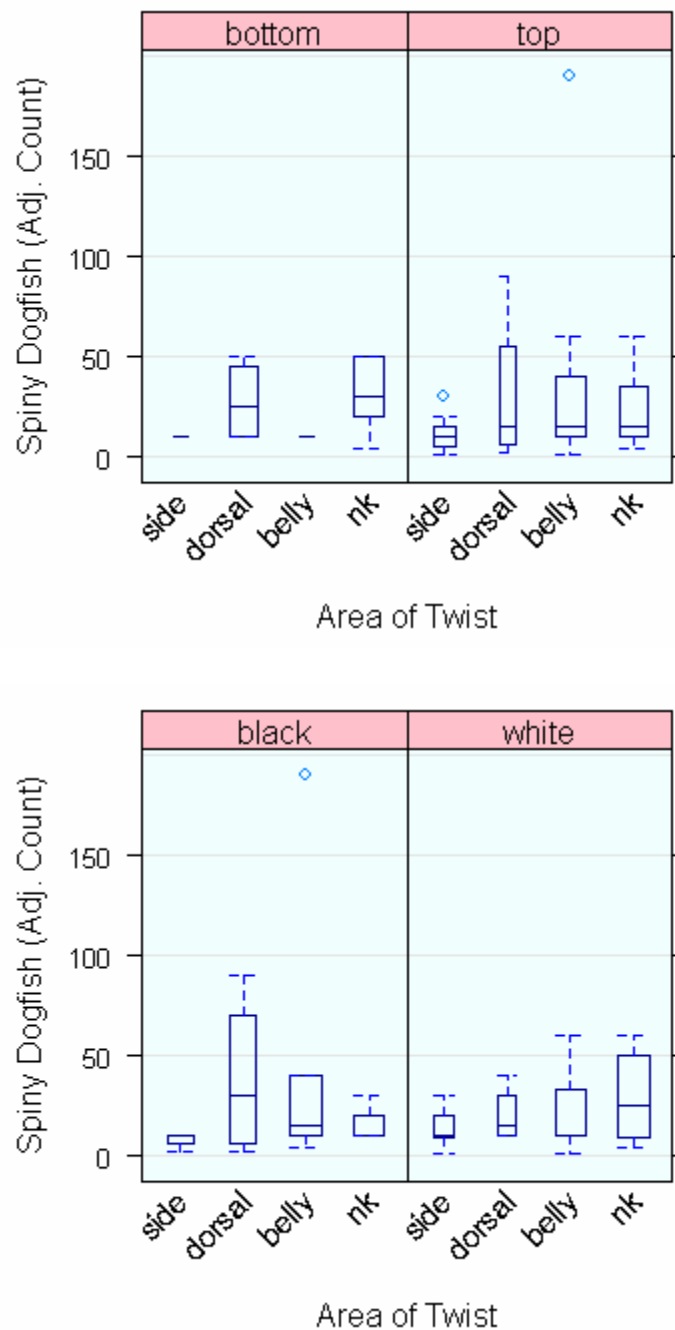 bottom top
Spiny Dogfish (Adj. Count)
150
100
50
0
side dorsal belly nk side dorsal belly nk
Area of Twist
black white
Spiny Dogfish (Adj. Count)
150
100
50
0
side dorsal belly nk side dorsal belly nk
Area of Twist